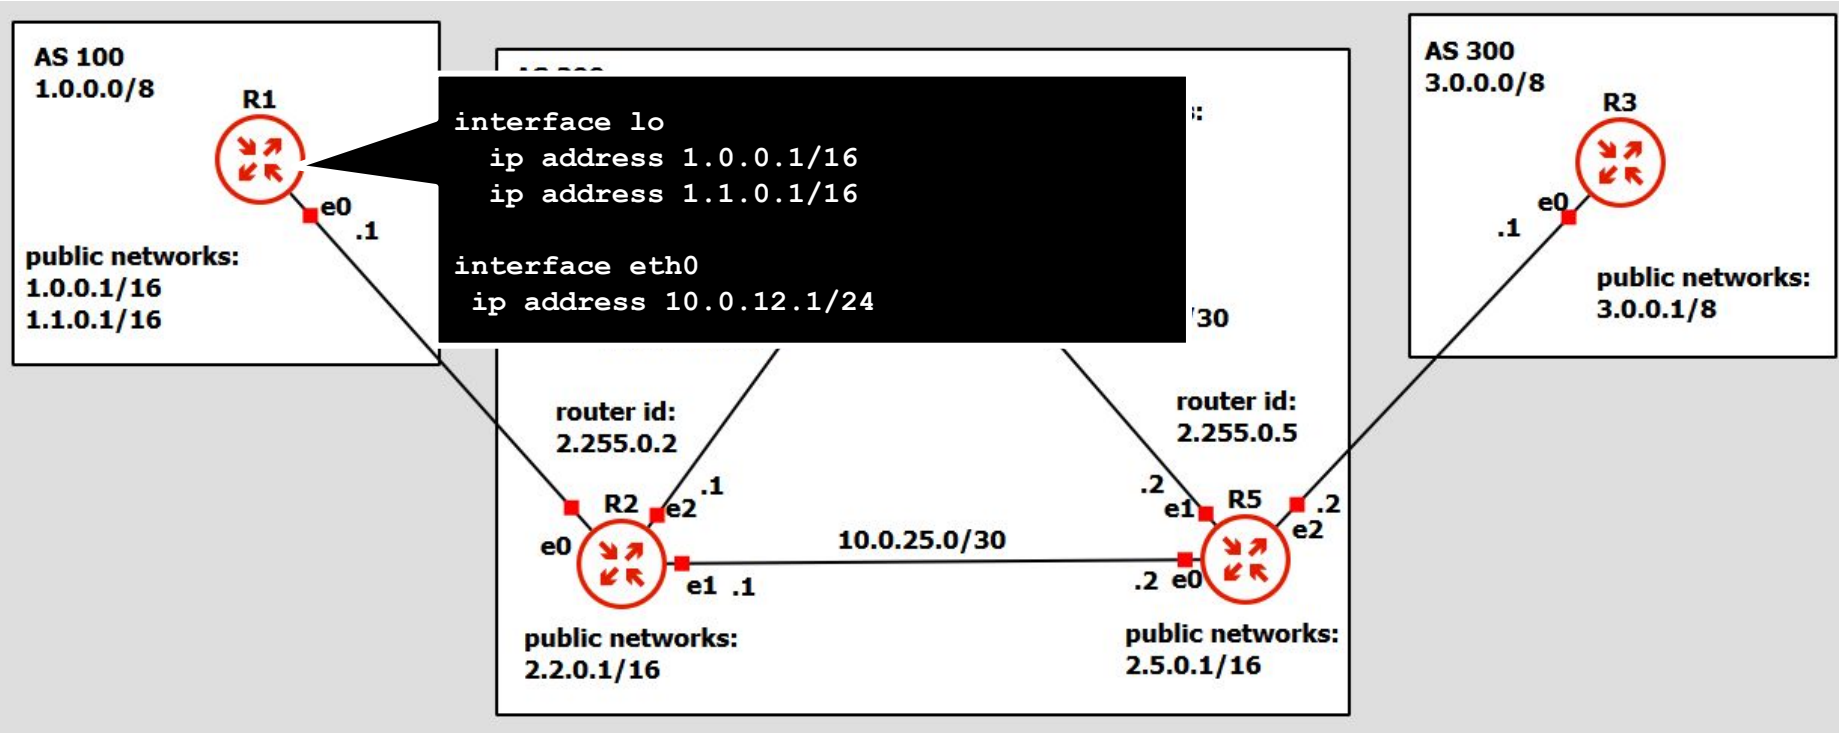 AS 100
1.0.0.0/8
R1
e0
.1
public networks:
1.0.0.1/16
1.1.0.1/16
interface lo
ip address 1.0.0.1/16
ip address 1.1.0.1/16
interface eth0
ip address 10.0.12.1/24
s:
/30
AS 300
3.0.0.0/8
R3
e0
.1
public networks:
3.0.0.1/8
router id:
2.255.0.2
.1
R2
e2
e0
e1 .1
public networks:
2.2.0.1/16
10.0.25.0/30
router id:
2.255.0.5
.2
e1
R5
.2
e2
.2 e0
public networks:
2.5.0.1/16